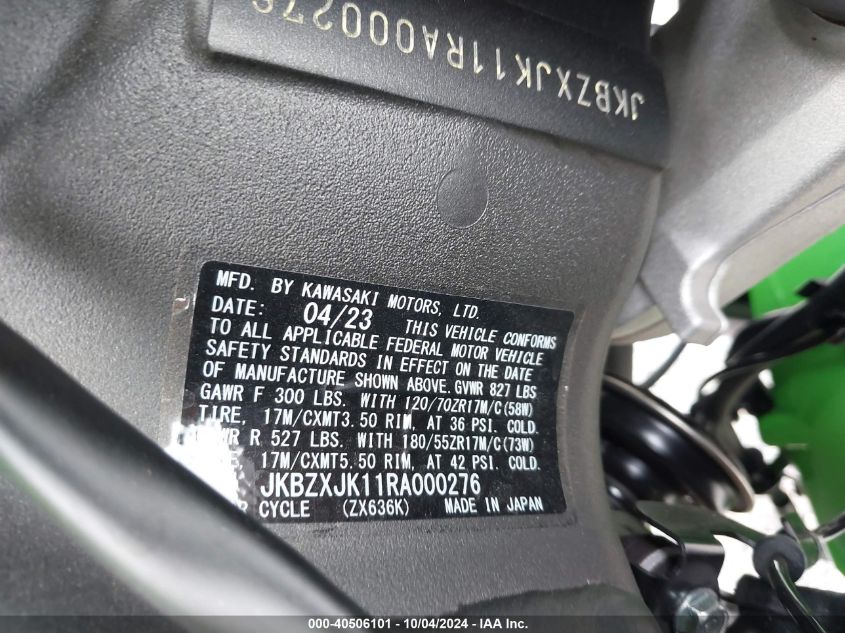 JKBZXJK11RA000276
MFD. BY KAWASAKI MOTORS, LTD.
DATE: 04/23 THIS VEHICLE CONFORMS
TO ALL APPLICABLE FEDERAL MOTOR VEHICLE
SAFETY STANDARDS IN EFFECT ON THE DATE
OF MANUFACTURE SHOWN ABOVE. GVWR 827 LBS
GAWR F 300 LBS. WITH 120/70ZR17M/C(58W)
TIRE, 17M/CXMT3.50 RIM, AT 36 PSI. COLD.
R 527 LBS. WITH 180/55ZR17M/C(73W)
17M/CXMT5.50 RIM, AT 42 PSI. COLD.
JKBZXJK11RA000276
CYCLE (ZX636K) MADE IN JAPAN
000-40506101 - 10/04/2024 - IAA Inc.